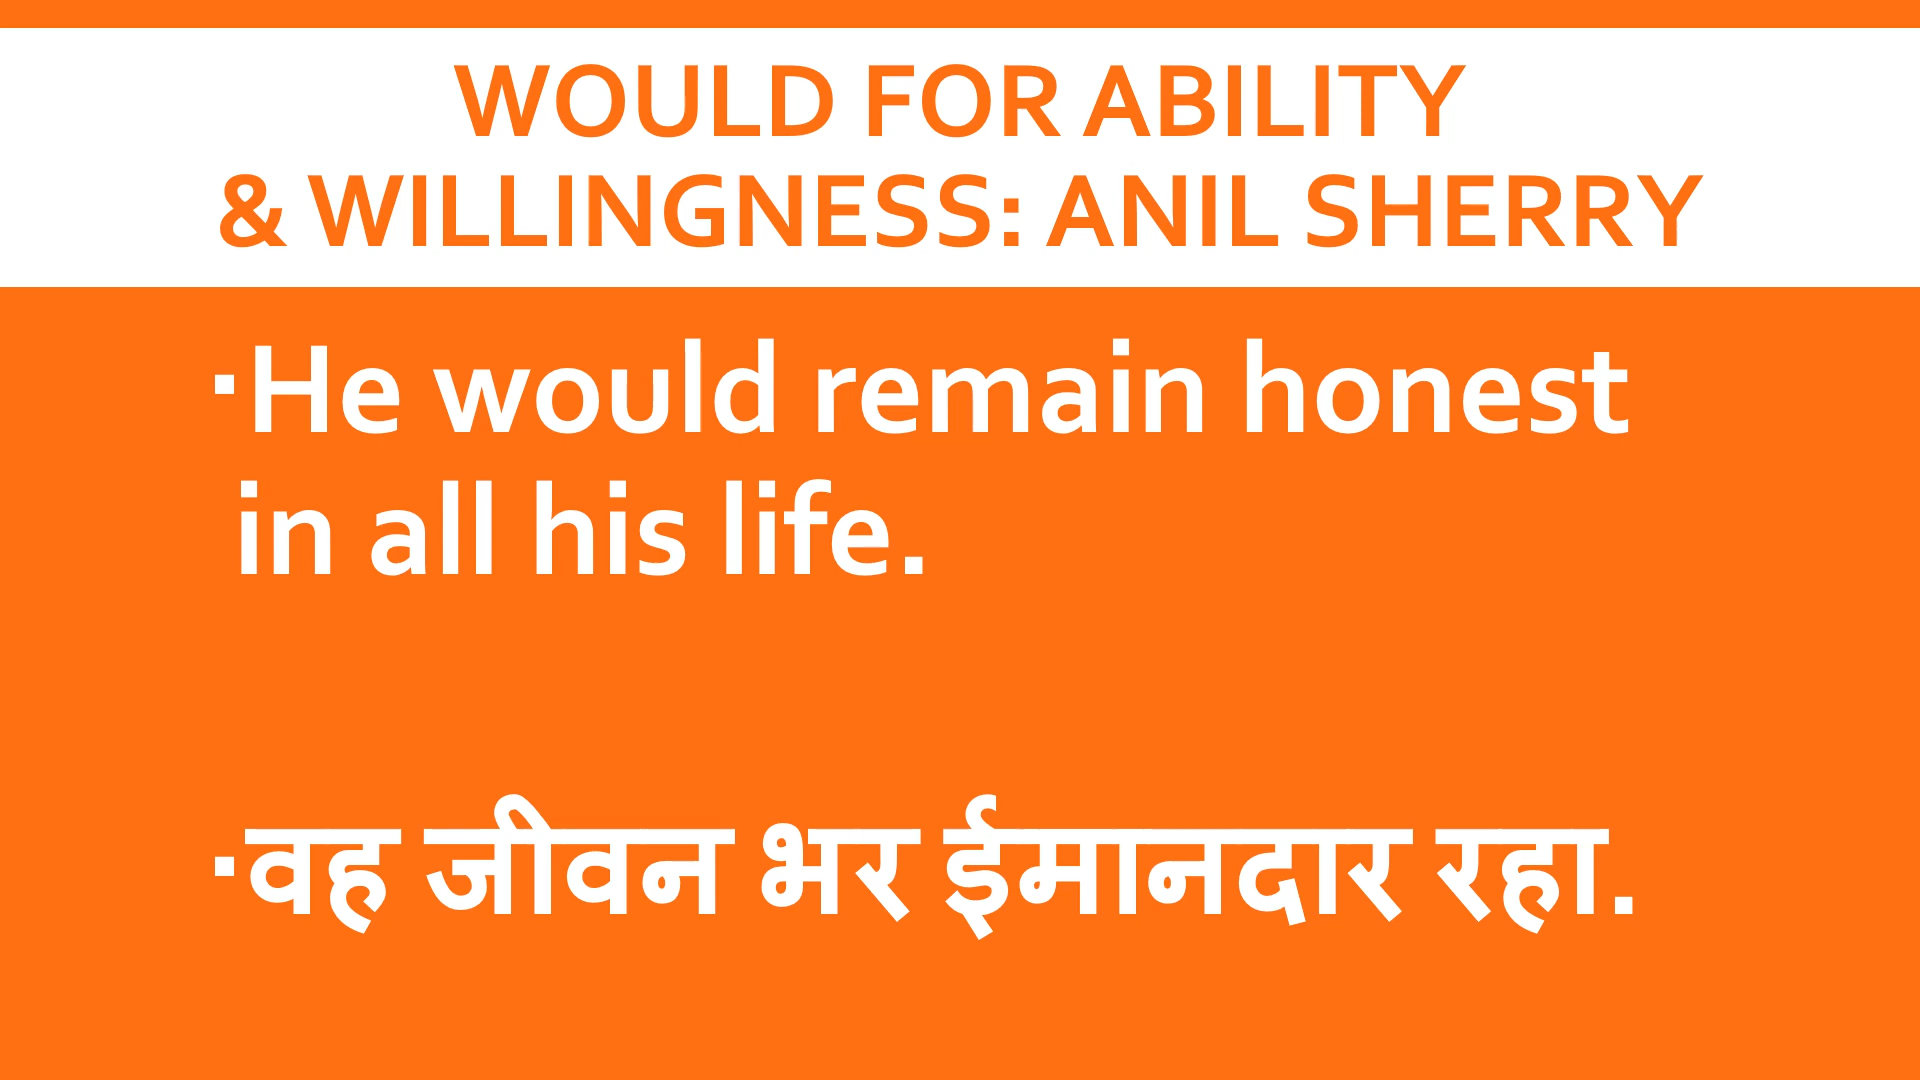 WOULD FOR ABILITY
& WILLINGNESS: ANIL SHERRY
▪He would remain honest
in all his life.
▪वह जीवन भर ईमानदार रहा.